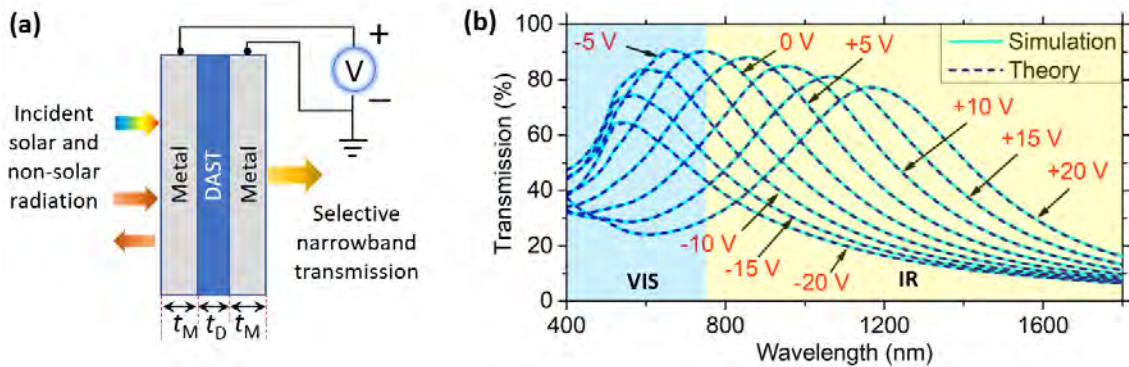 (a)
+
V
−
Incident
solar and
non-solar
radiation
Metal
DAST
Metal
Selective
narrowband
transmission
tM tD tM
(b)
Transmission (%)
100
80
60
40
20
0
-5 V
0 V
+5 V
+10 V
+15 V
+20 V
-10 V
-15 V
-20 V
Simulation
Theory
VIS
IR
400 800 1200 1600
Wavelength (nm)